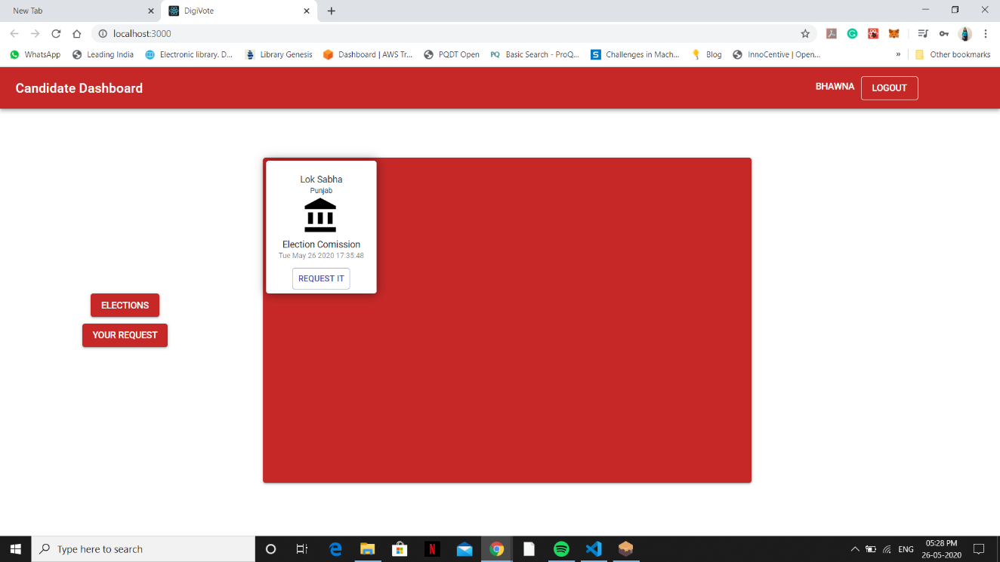 New Tab
DigiVote
localhost:3000
WhatsApp
Leading India
Electronic library. D...
Library Genesis
Dashboard | AWS Tr...
PQDT Open
PQ
Basic Search - ProQ...
S
Challenges in Mach...
Blog
InnoCentive | Open...
»
Other bookmarks
Candidate Dashboard
BHAWNA
LOGOUT
Lok Sabha
Punjab
Election Comission
Tue May 26 2020 17:35:48
REQUEST IT
ELECTIONS
YOUR REQUEST
Type here to search
N
ENG
05:28 PM
26-05-2020